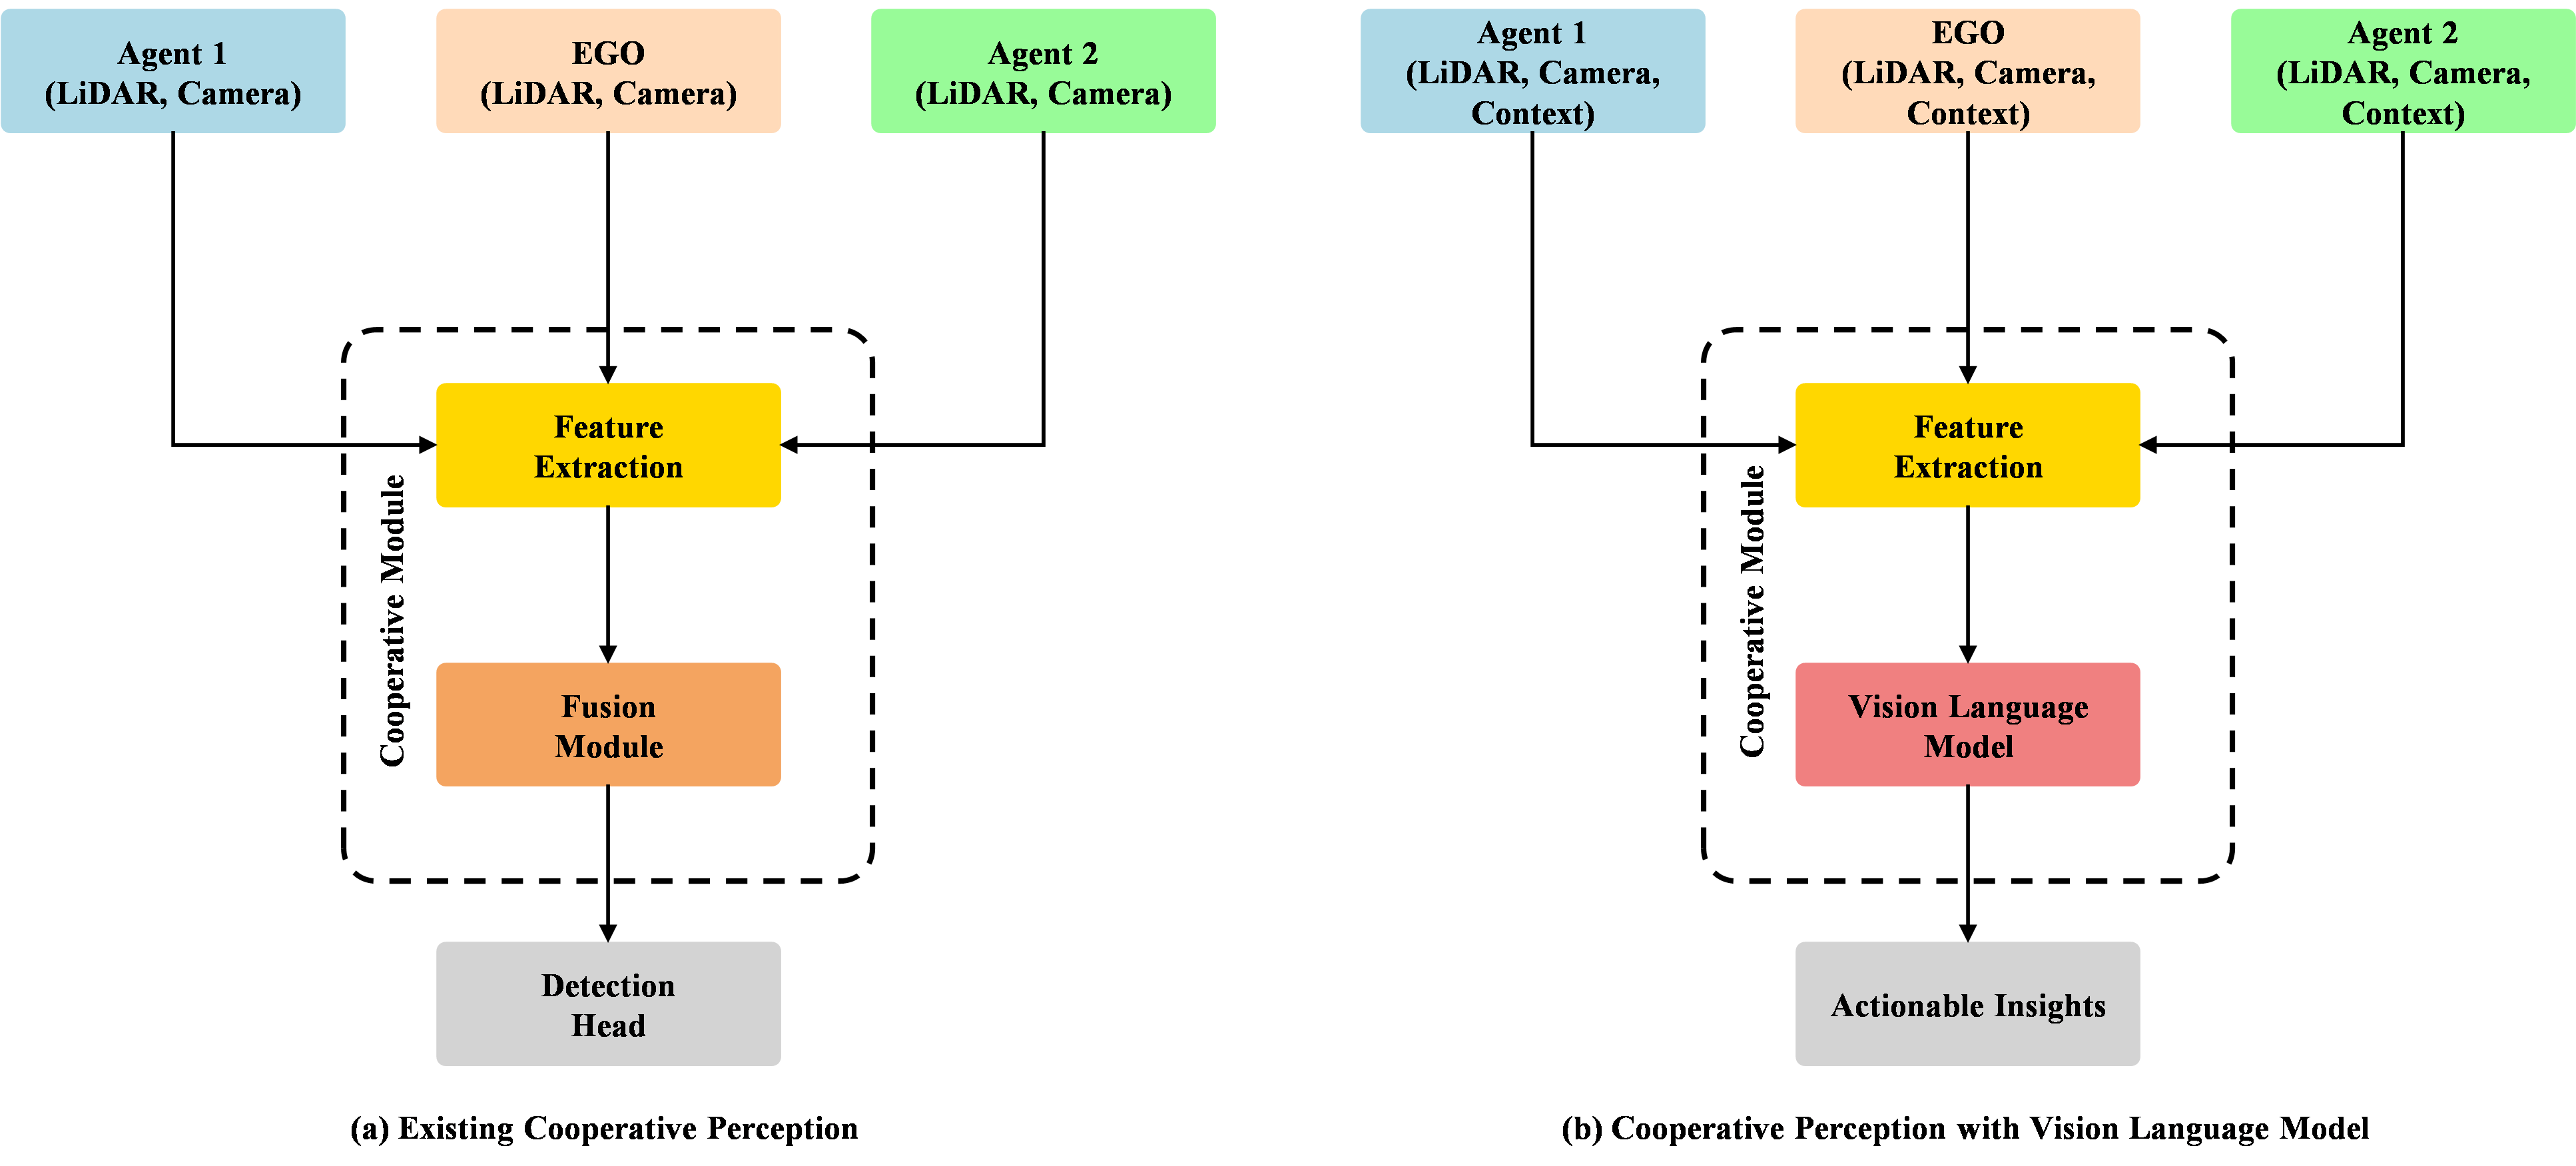 Agent 1
(LiDAR, Camera)
EGO
(LiDAR, Camera)
Agent 2
(LiDAR, Camera)
Feature
Extraction
Cooperative Module
Fusion
Module
Detection
Head
(a) Existing Cooperative Perception
Agent 1
(LiDAR, Camera,
Context)
EGO
(LiDAR, Camera,
Context)
Agent 2
(LiDAR, Camera,
Context)
Feature
Extraction
Cooperative Module
Vision Language
Model
Actionable Insights
(b) Cooperative Perception with Vision Language Model